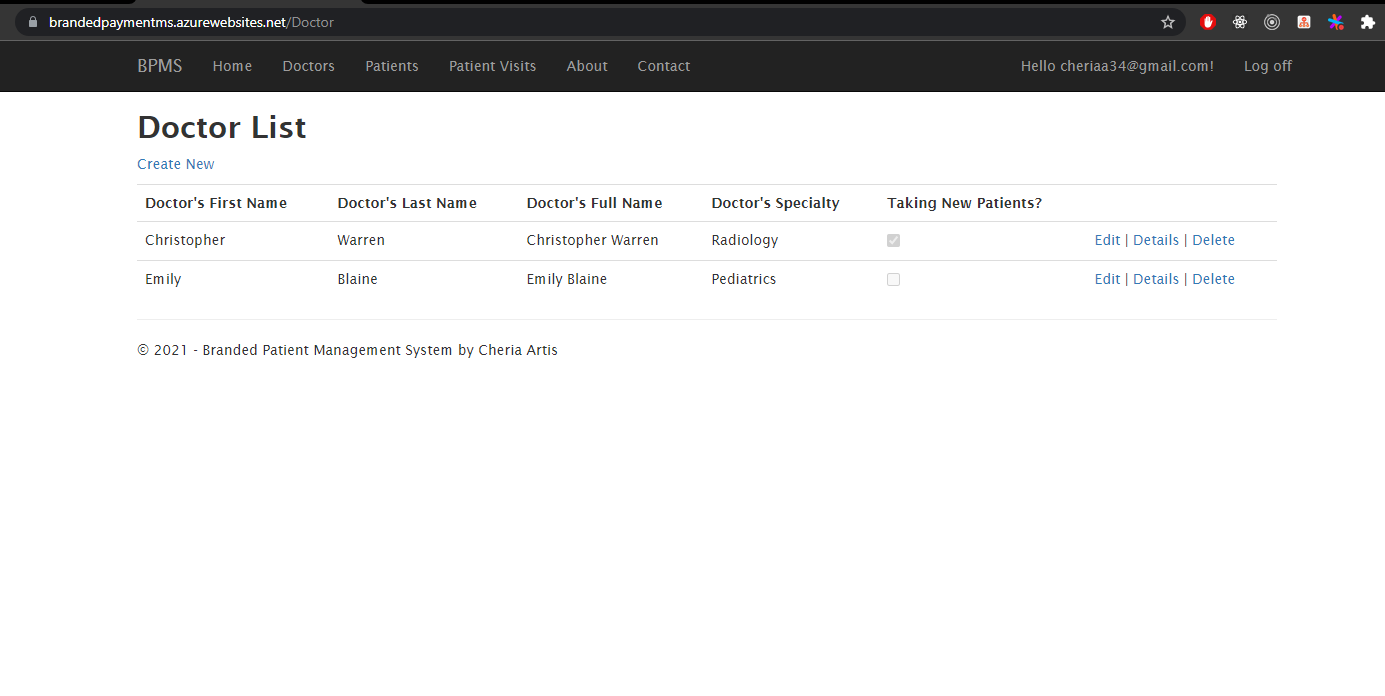 brandedpaymentms.azurewebsites.net/Doctor
BPMS Home Doctors Patients Patient Visits About Contact Hello cheriaa34@gmail.com! Log off
Doctor List
Create New
Doctor's First Name Doctor's Last Name Doctor's Full Name Doctor's Specialty Taking New Patients?
Christopher Warren Christopher Warren Radiology Edit | Details | Delete
Emily Blaine Emily Blaine Pediatrics Edit | Details | Delete
© 2021 - Branded Patient Management System by Cheria Artis